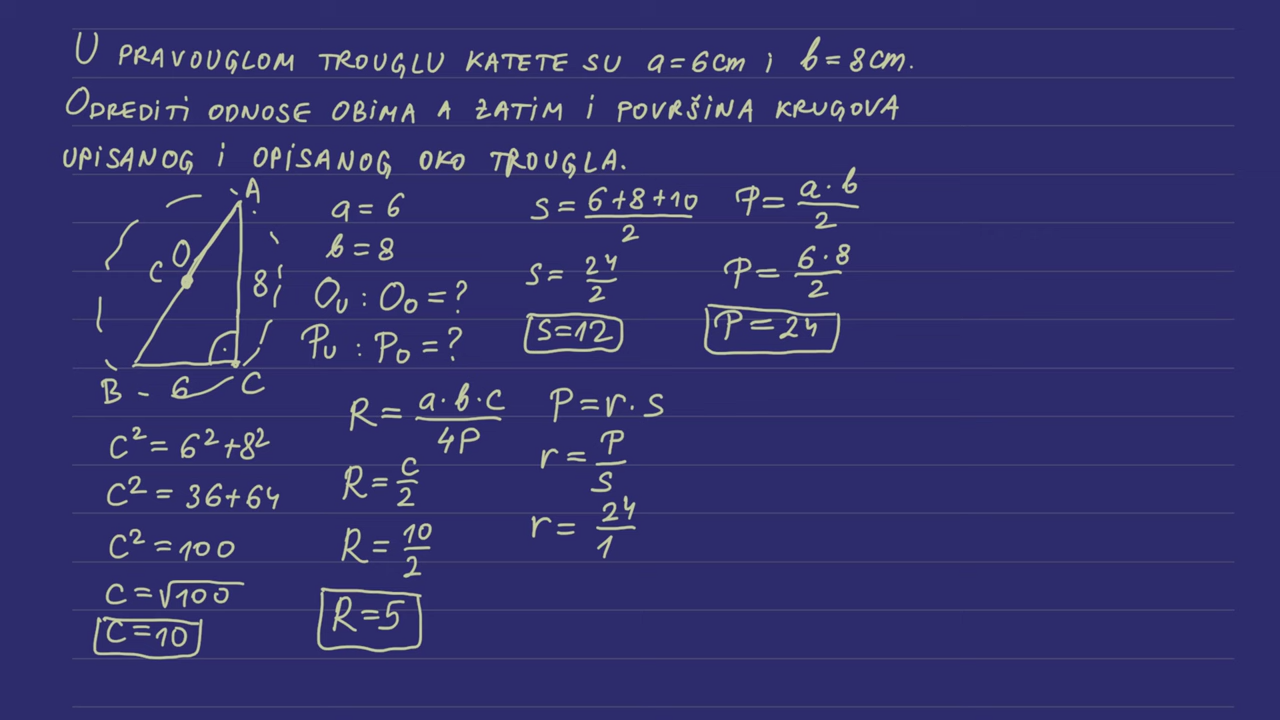 U PRAVOUGLOM TROUGLU KATETE SU a=6cm i b=8cm.
ODREDITI ODNOSE OBIMA A ZATIM I POVRŠINA KRUGOVA
UPISANOG I OPISANOG OKO TROUGLA.
A
O
c
8
B - 6 C
a=6
b=8
Ou : Oo=?
Pu : Po=?
s=(6+8+10)/2
s=24/2
s=12
P=(a·b)/2
P=(6·8)/2
P=24
c²=6²+8²
c²=36+64
c²=100
c=√100
c=10
R=(a·b·c)/4P
R=c/2
R=10/2
R=5
P=r·s
r=P/s
r=24/1